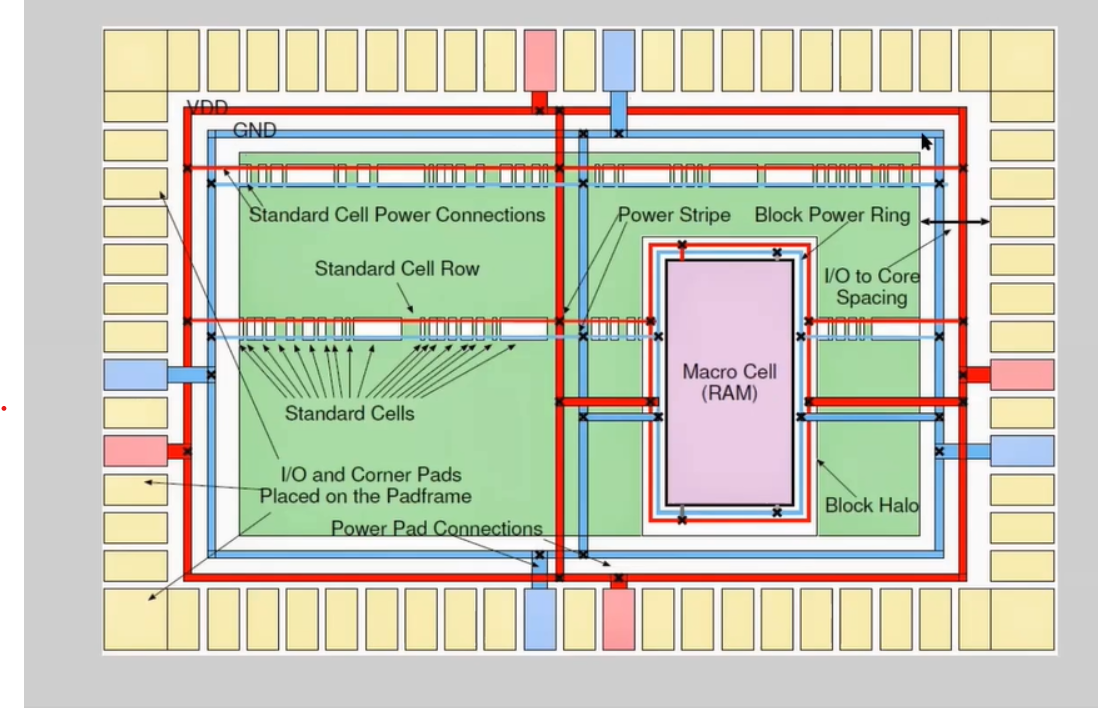 VDD
GND
Standard Cell Power Connections
Power Stripe
Block Power Ring
Standard Cell Row
I/O to Core
Spacing
Macro Cell
(RAM)
Standard Cells
I/O and Corner Pads
Placed on the Padframe
Block Halo
Power Pad Connections